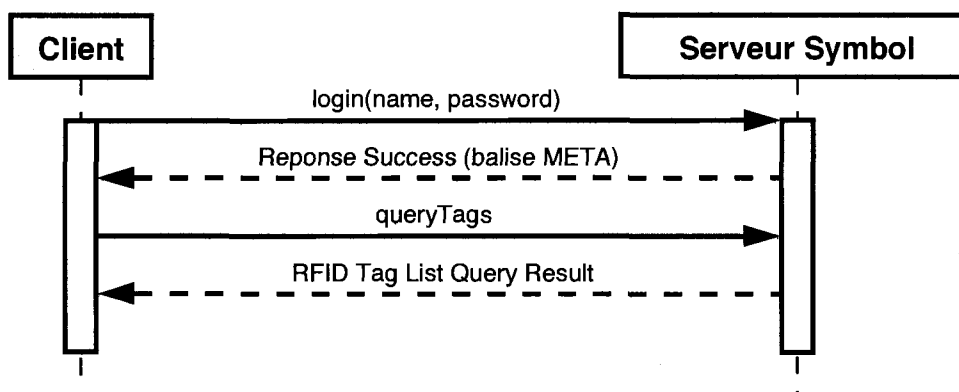 Client
Serveur Symbol
login(name, password)
Reponse Success (balise META)
queryTags
RFID Tag List Query Result